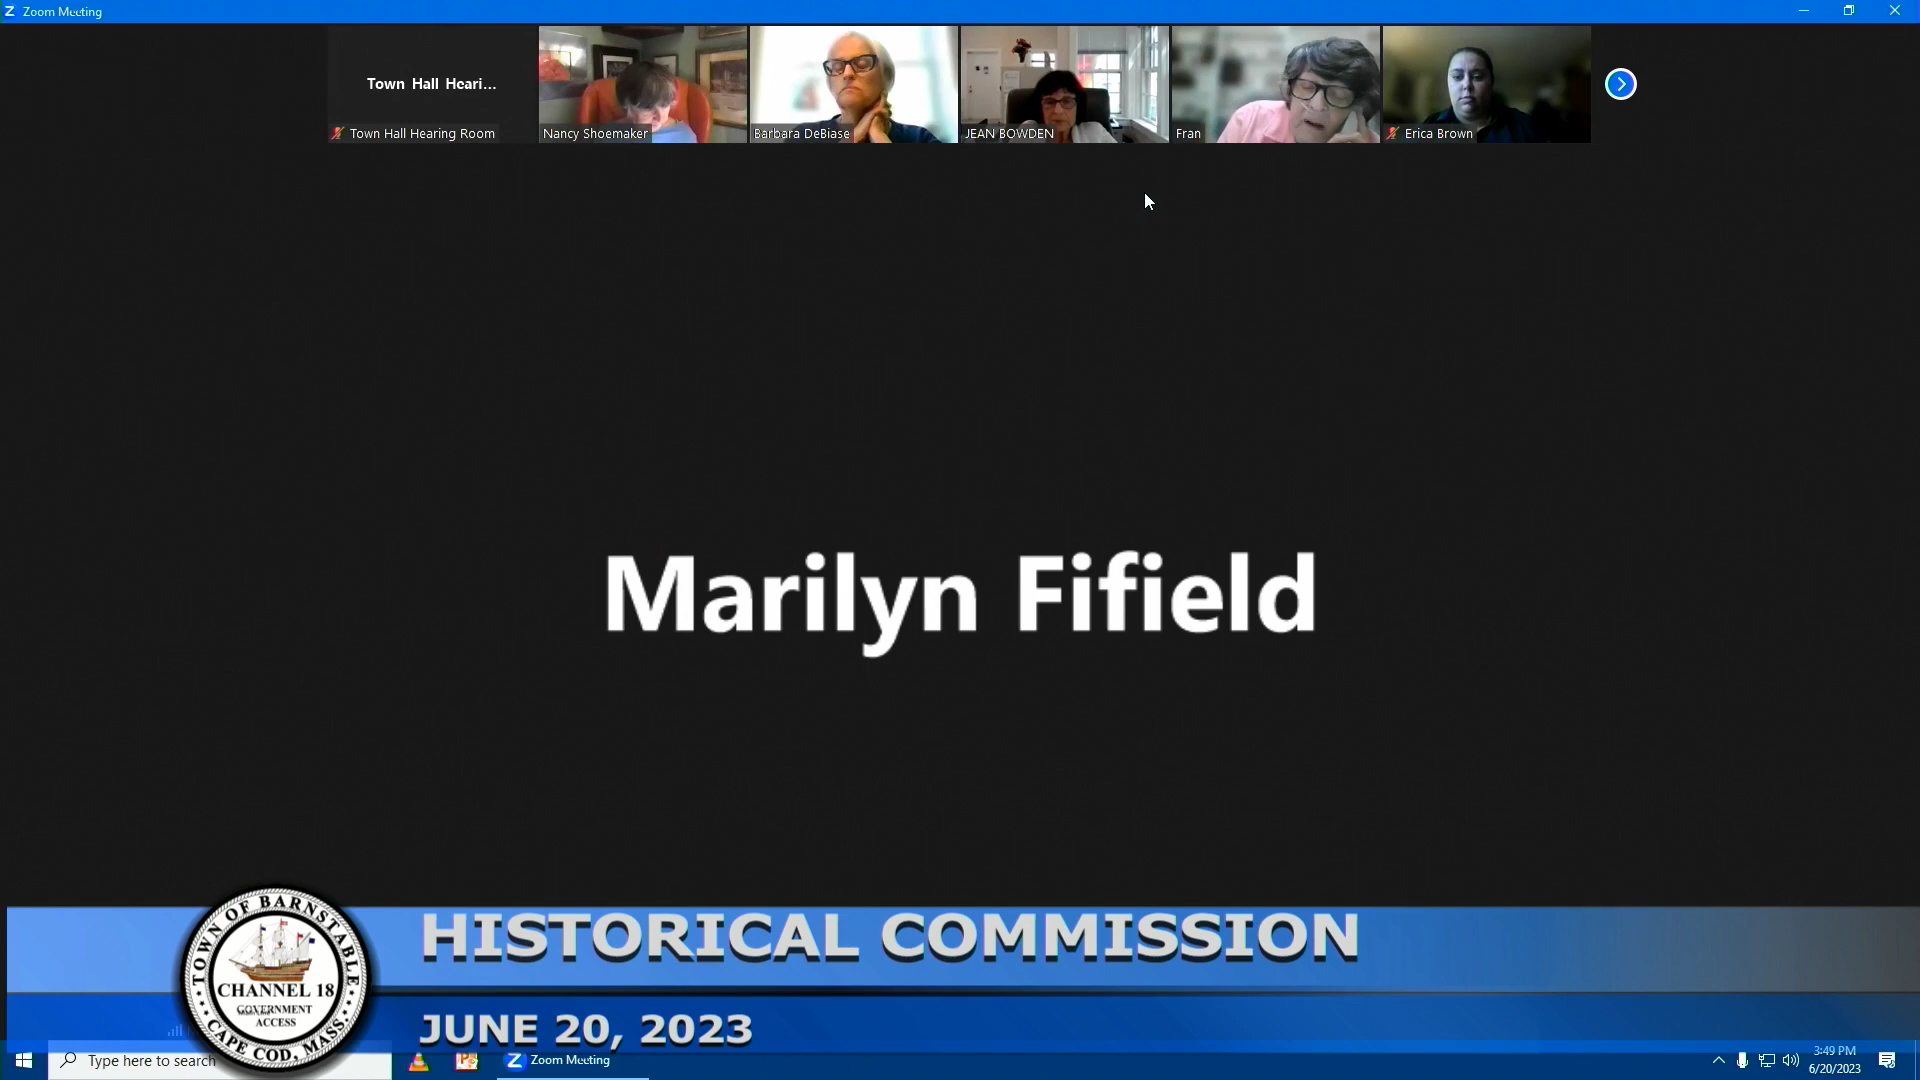 Zoom Meeting
Town Hall Heari...
Town Hall Hearing Room
Nancy Shoemaker
Barbara DeBiase
JEAN BOWDEN
Fran
Erica Brown
Marilyn Fifield
HISTORICAL COMMISSION
JUNE 20, 2023
TOWN OF BARNSTABLE
CHANNEL 18
GOVERNMENT
ACCESS
CAPE COD, MASS.
Type here to search
Zoom Meeting
3:49 PM
6/20/2023